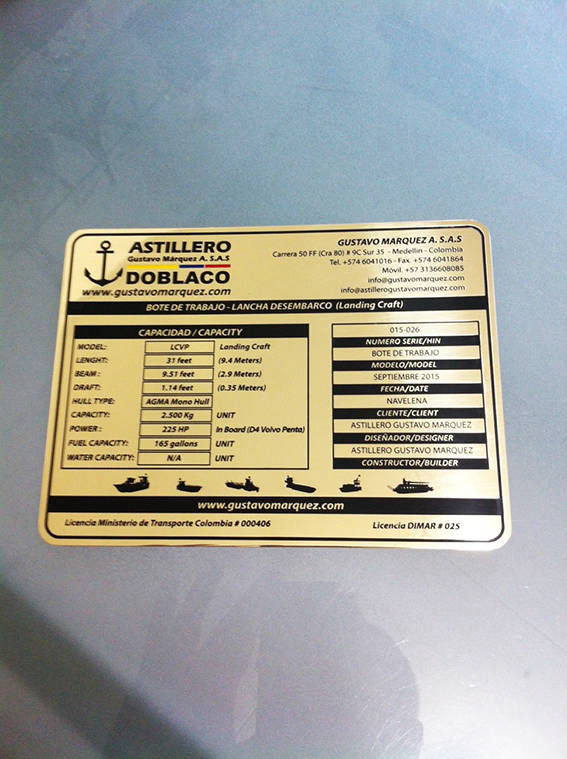 ASTILLERO
Gustavo Márquez A. S.A.S
DOBLACO
www.gustavomarquez.com
GUSTAVO MARQUEZ A. S.A.S
Carrera 50 FF (Cra 80) # 9C Sur 35 - Medellin - Colombia
Tel. +574 6041016 - Fax. +574 6041864
Móvil. +57 3136608085
info@gustavomarquez.com
info@astillerogustavomarquez.com
BOTE DE TRABAJO - LANCHA DESEMBARCO (Landing Craft)
CAPACIDAD / CAPACITY
MODEL: LCVP Landing Craft
LENGHT: 31 feet (9.4 Meters)
BEAM : 9.51 feet (2.9 Meters)
DRAFT: 1.14 feet (0.35 Meters)
HULL TYPE: AGMA Mono Hull
CAPACITY: 2.500 Kg UNIT
POWER : 225 HP In Board (D4 Volvo Penta)
FUEL CAPACITY: 165 gallons UNIT
WATER CAPACITY: N/A UNIT
015-026
NUMERO SERIE/HIN
BOTE DE TRABAJO
MODELO/MODEL
SEPTIEMBRE 2015
FECHA/DATE
NAVELENA
CLIENTE/CLIENT
ASTILLERO GUSTAVO MARQUEZ
DISEÑADOR/DESIGNER
ASTILLERO GUSTAVO MARQUEZ
CONSTRUCTOR/BUILDER
www.gustavomarquez.com
Licencia Ministerio de Transporte Colombia # 000406
Licencia DIMAR # 025